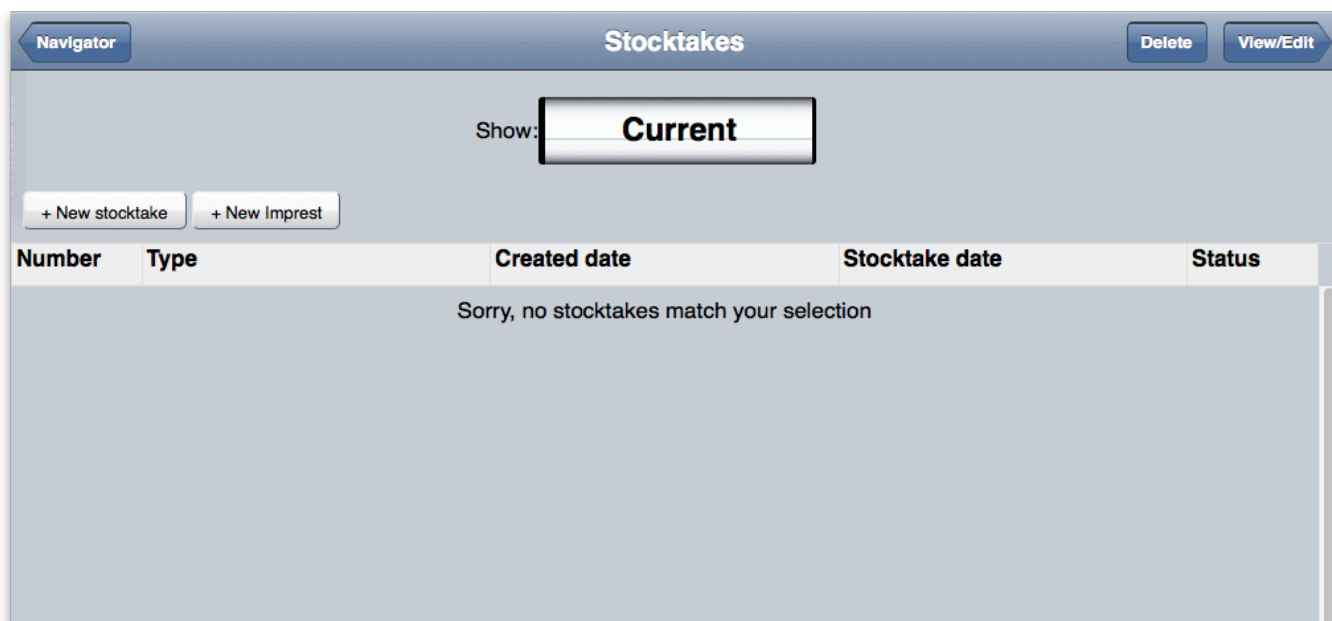 Navigator Stocktakes Delete View/Edit
Show: Current
+ New stocktake + New Imprest
Number Type Created date Stocktake date Status
Sorry, no stocktakes match your selection